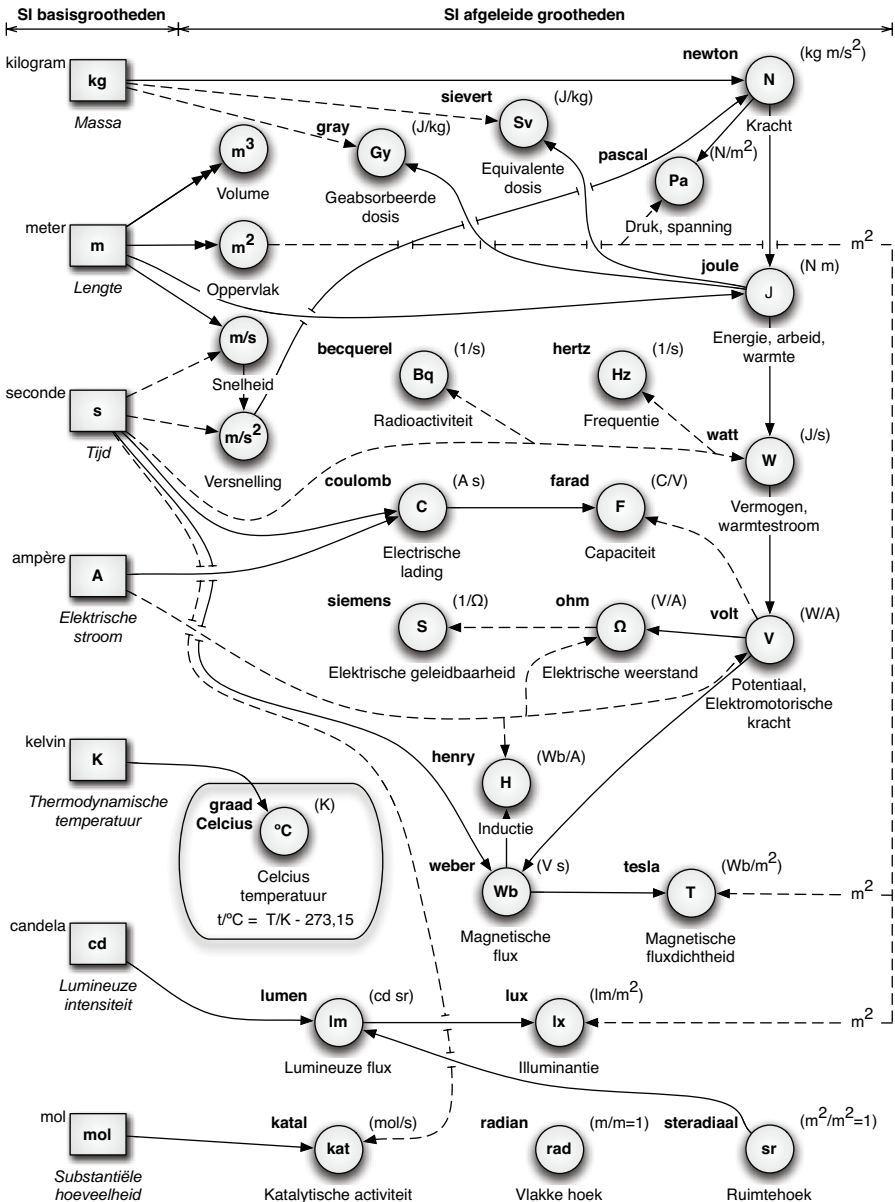 SI basisgrootheden
SI afgeleide grootheden
kilogram
kg
Massa
newton
N
(kg m/s²)
Kracht
sievert
Sv
(J/kg)
Equivalente
dosis
gray
Gy
(J/kg)
Geabsorbeerde
dosis
pascal
Pa
(N/m²)
Druk, spanning
m³
Volume
meter
m
Lengte
m²
Oppervlak
m²
joule
J
(N m)
Energie, arbeid,
warmte
m/s
Snelheid
becquerel
Bq
(1/s)
Radioactiviteit
hertz
Hz
(1/s)
Frequentie
seconde
s
Tijd
m/s²
Versnelling
watt
W
(J/s)
Vermogen,
warmtestroom
coulomb
C
(A s)
Electrische
lading
farad
F
(C/V)
Capaciteit
ampère
A
Elektrische
stroom
siemens
S
(1/Ω)
Elektrische geleidbaarheid
ohm
Ω
(V/A)
Elektrische weerstand
volt
V
(W/A)
Potentiaal,
Elektromotorische
kracht
kelvin
K
Thermodynamische
temperatuur
graad
Celcius
ºC
(K)
Celcius
temperatuur
t/ºC = T/K - 273,15
henry
H
(Wb/A)
Inductie
weber
Wb
(V s)
Magnetische
flux
tesla
T
(Wb/m²)
Magnetische
fluxdichtheid
m²
candela
cd
Lumineuze
intensiteit
lumen
lm
(cd sr)
Lumineuze flux
lux
lx
(lm/m²)
Illuminantie
m²
mol
mol
Substantiële
hoeveelheid
katal
kat
(mol/s)
Katalytische activiteit
radian
rad
(m/m=1)
Vlakke hoek
steradiaal
sr
(m²/m²=1)
Ruimtehoek